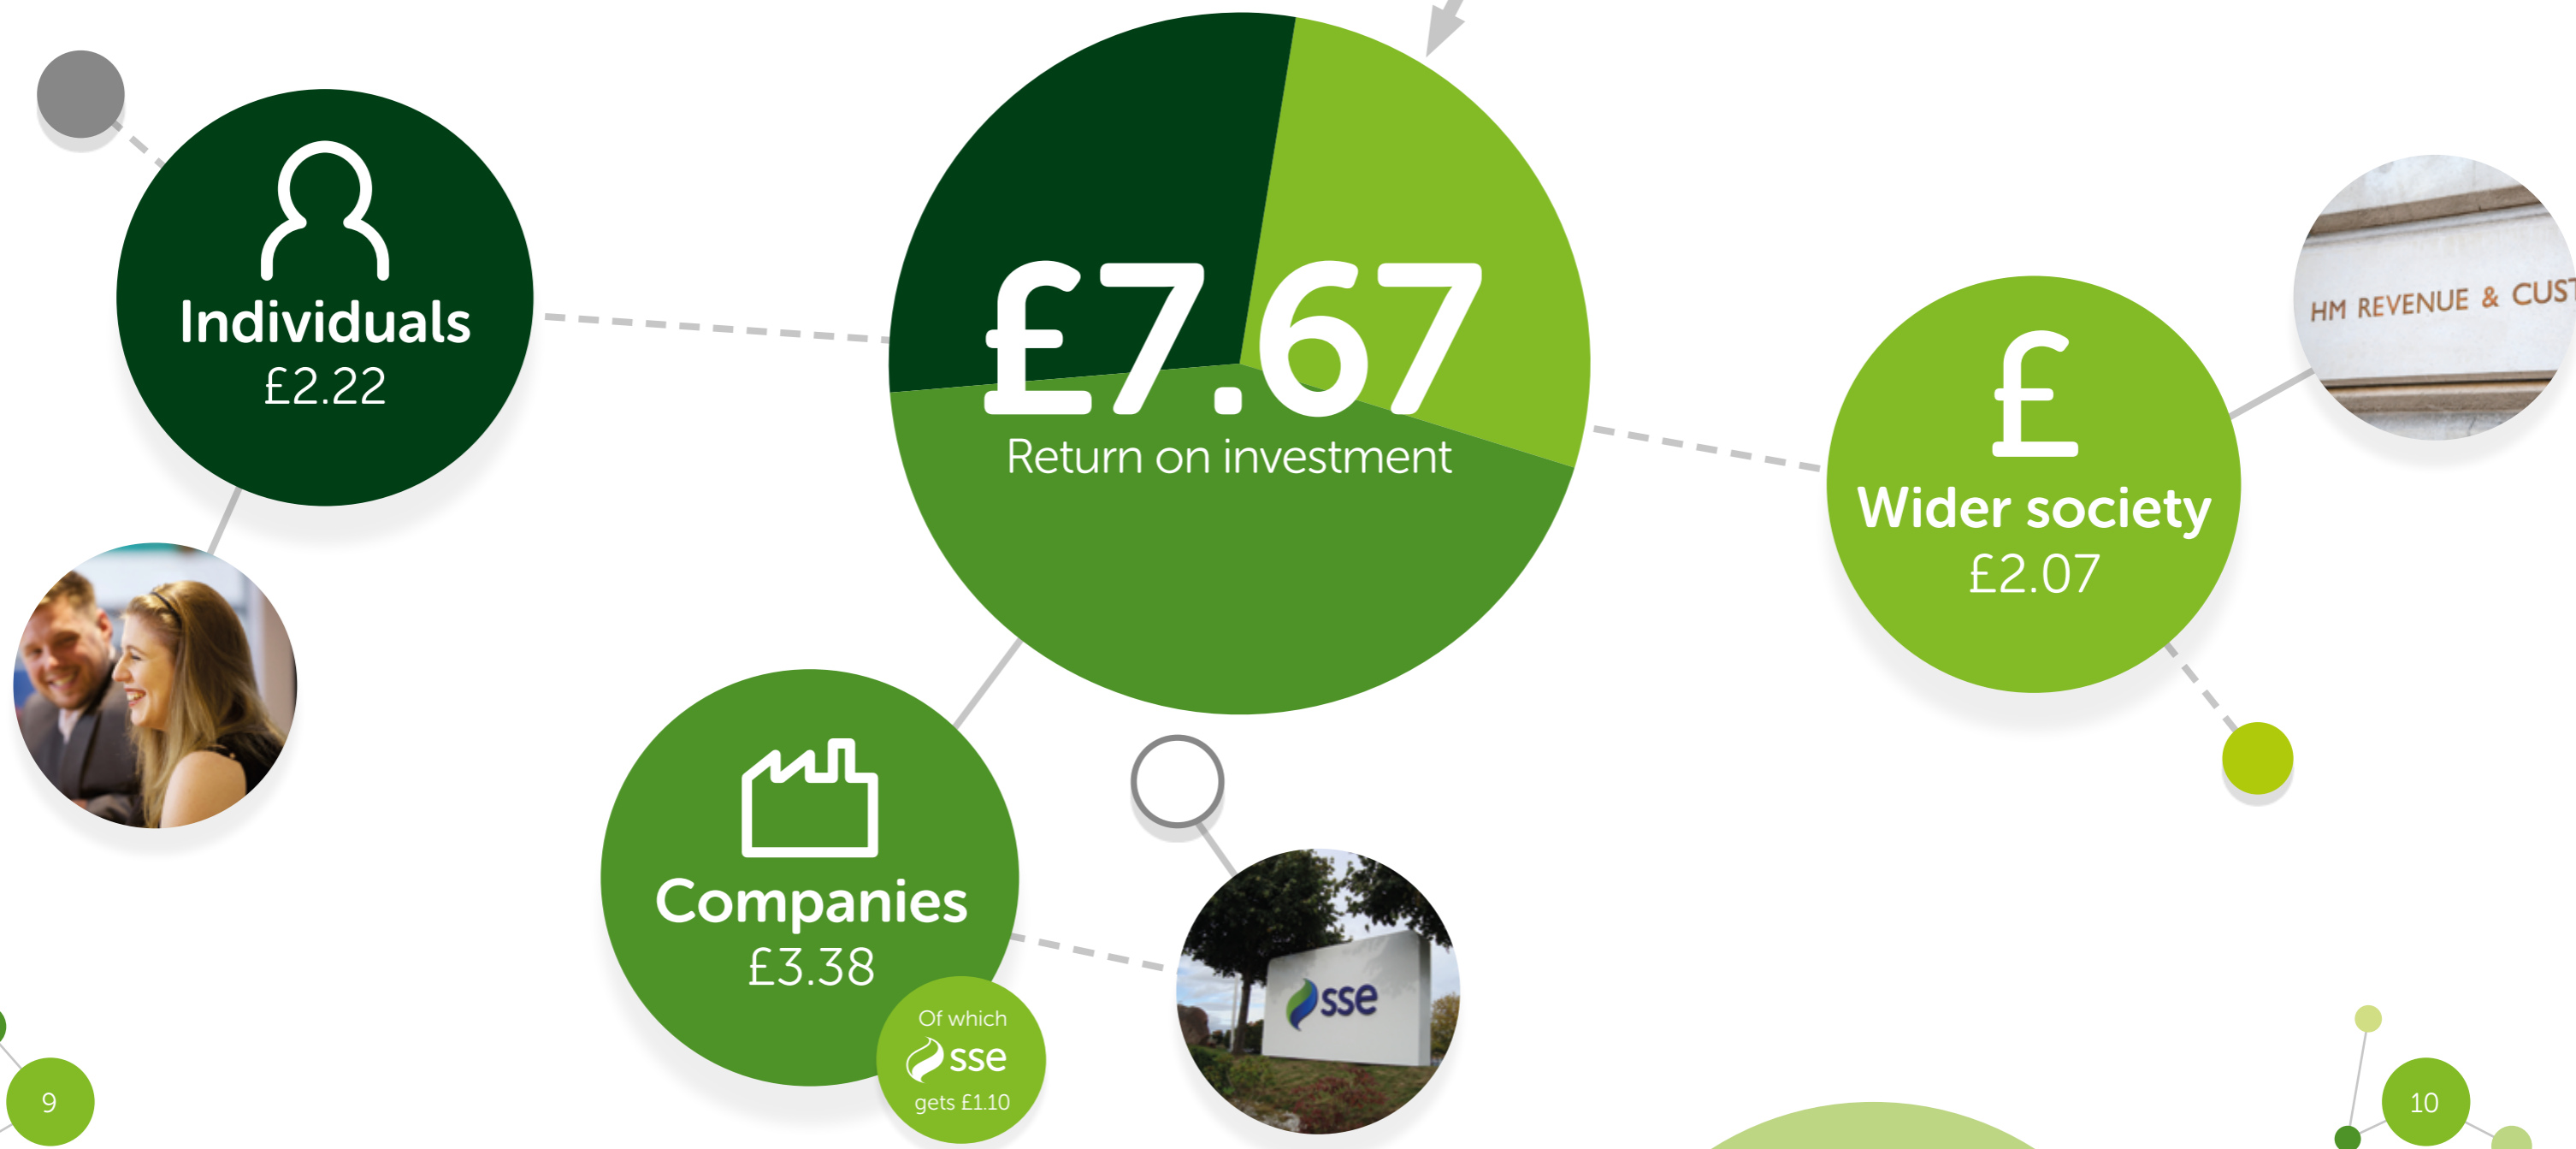 Individuals
£2.22
£7.67
Return on investment
HM REVENUE & CUST
£
Wider society
£2.07
Companies
£3.38
Of which
sse
gets £1.10
sse
9
10